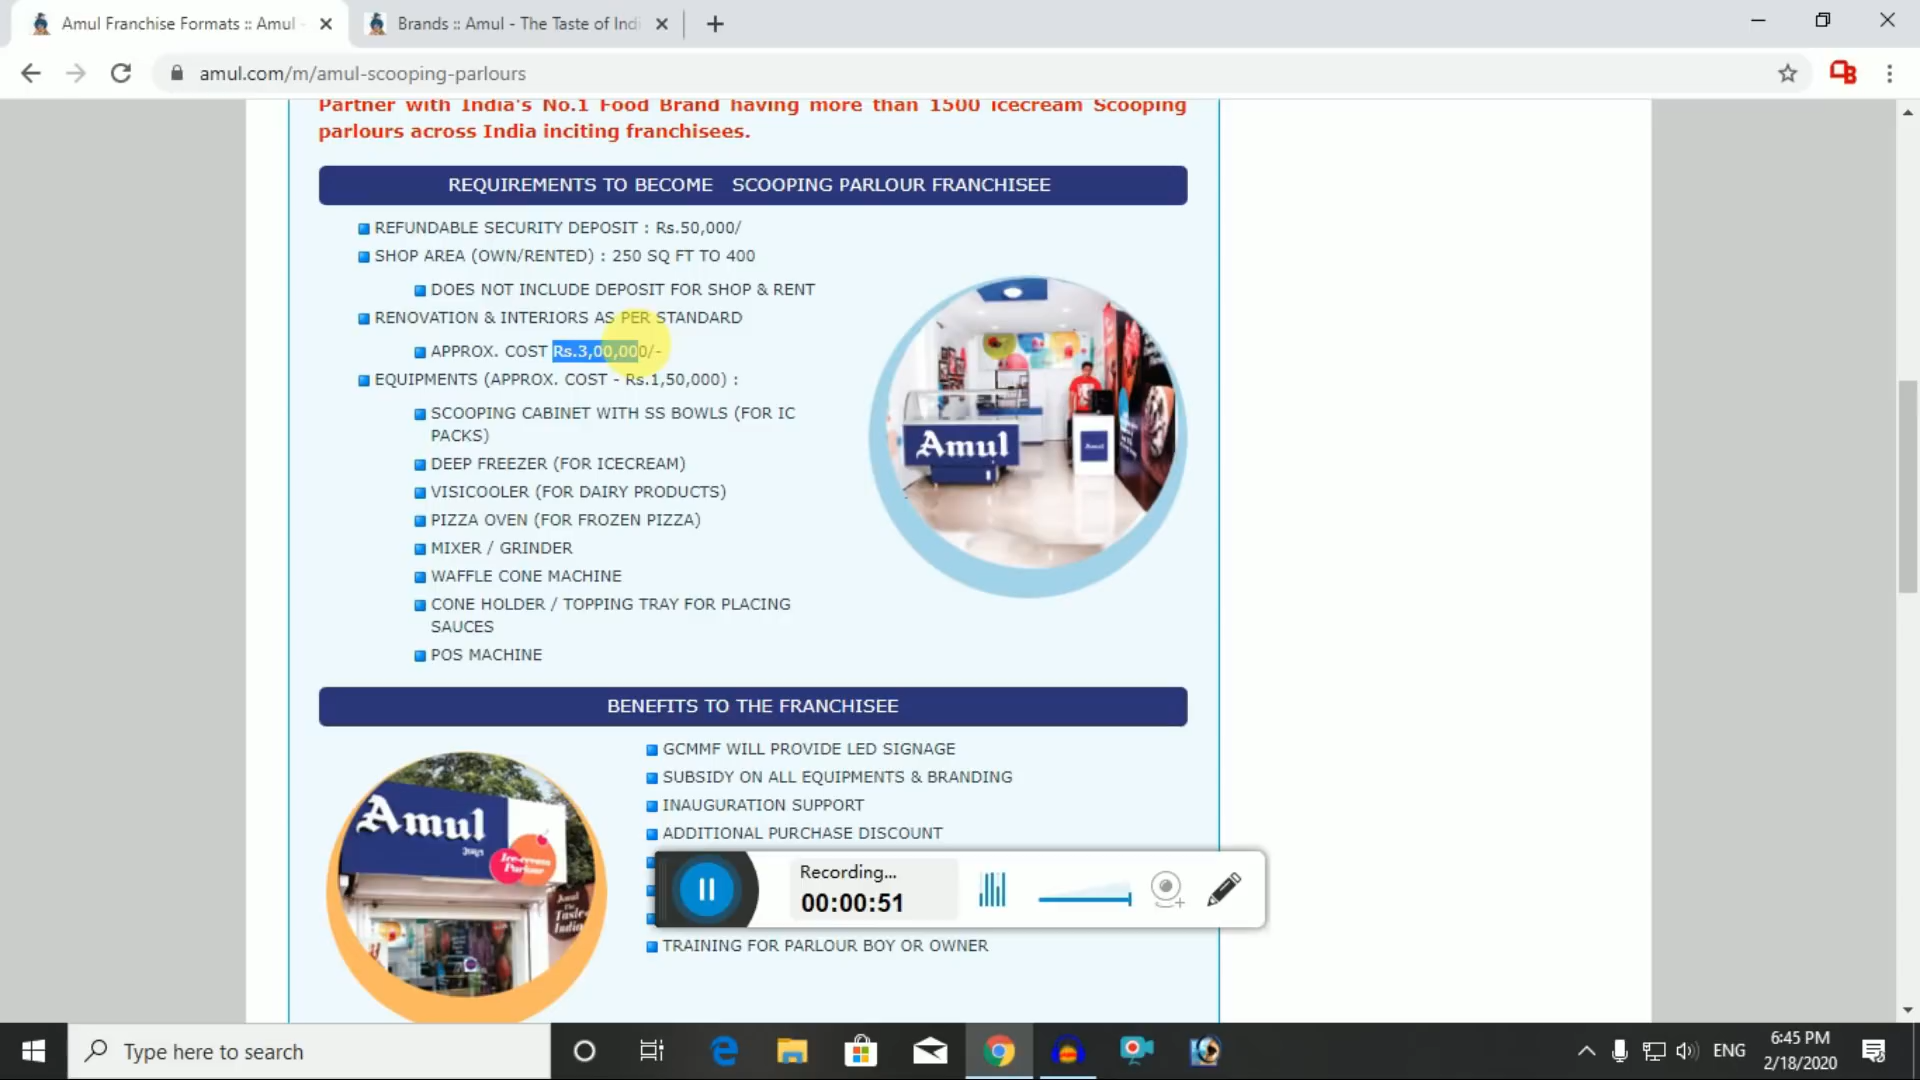 Amul Franchise Formats :: Amul -
Brands :: Amul - The Taste of Indi
amul.com/m/amul-scooping-parlours
Partner with India's No.1 Food Brand having more than 1500 icecream Scooping
parlours across India inciting franchisees.
REQUIREMENTS TO BECOME SCOOPING PARLOUR FRANCHISEE
REFUNDABLE SECURITY DEPOSIT : Rs.50,000/
SHOP AREA (OWN/RENTED) : 250 SQ FT TO 400
DOES NOT INCLUDE DEPOSIT FOR SHOP & RENT
RENOVATION & INTERIORS AS PER STANDARD
APPROX. COST Rs.3,00,000/-
EQUIPMENTS (APPROX. COST - Rs.1,50,000) :
SCOOPING CABINET WITH SS BOWLS (FOR IC
PACKS)
DEEP FREEZER (FOR ICECREAM)
VISICOOLER (FOR DAIRY PRODUCTS)
PIZZA OVEN (FOR FROZEN PIZZA)
MIXER / GRINDER
WAFFLE CONE MACHINE
CONE HOLDER / TOPPING TRAY FOR PLACING
SAUCES
POS MACHINE
Amul
Amul
BENEFITS TO THE FRANCHISEE
GCMMF WILL PROVIDE LED SIGNAGE
SUBSIDY ON ALL EQUIPMENTS & BRANDING
INAUGURATION SUPPORT
ADDITIONAL PURCHASE DISCOUNT
TRAINING FOR PARLOUR BOY OR OWNER
Amul
Ice-cream
Parlour
Amul
The
Taste
India
Recording...
00:00:51
Type here to search
ENG
6:45 PM
2/18/2020